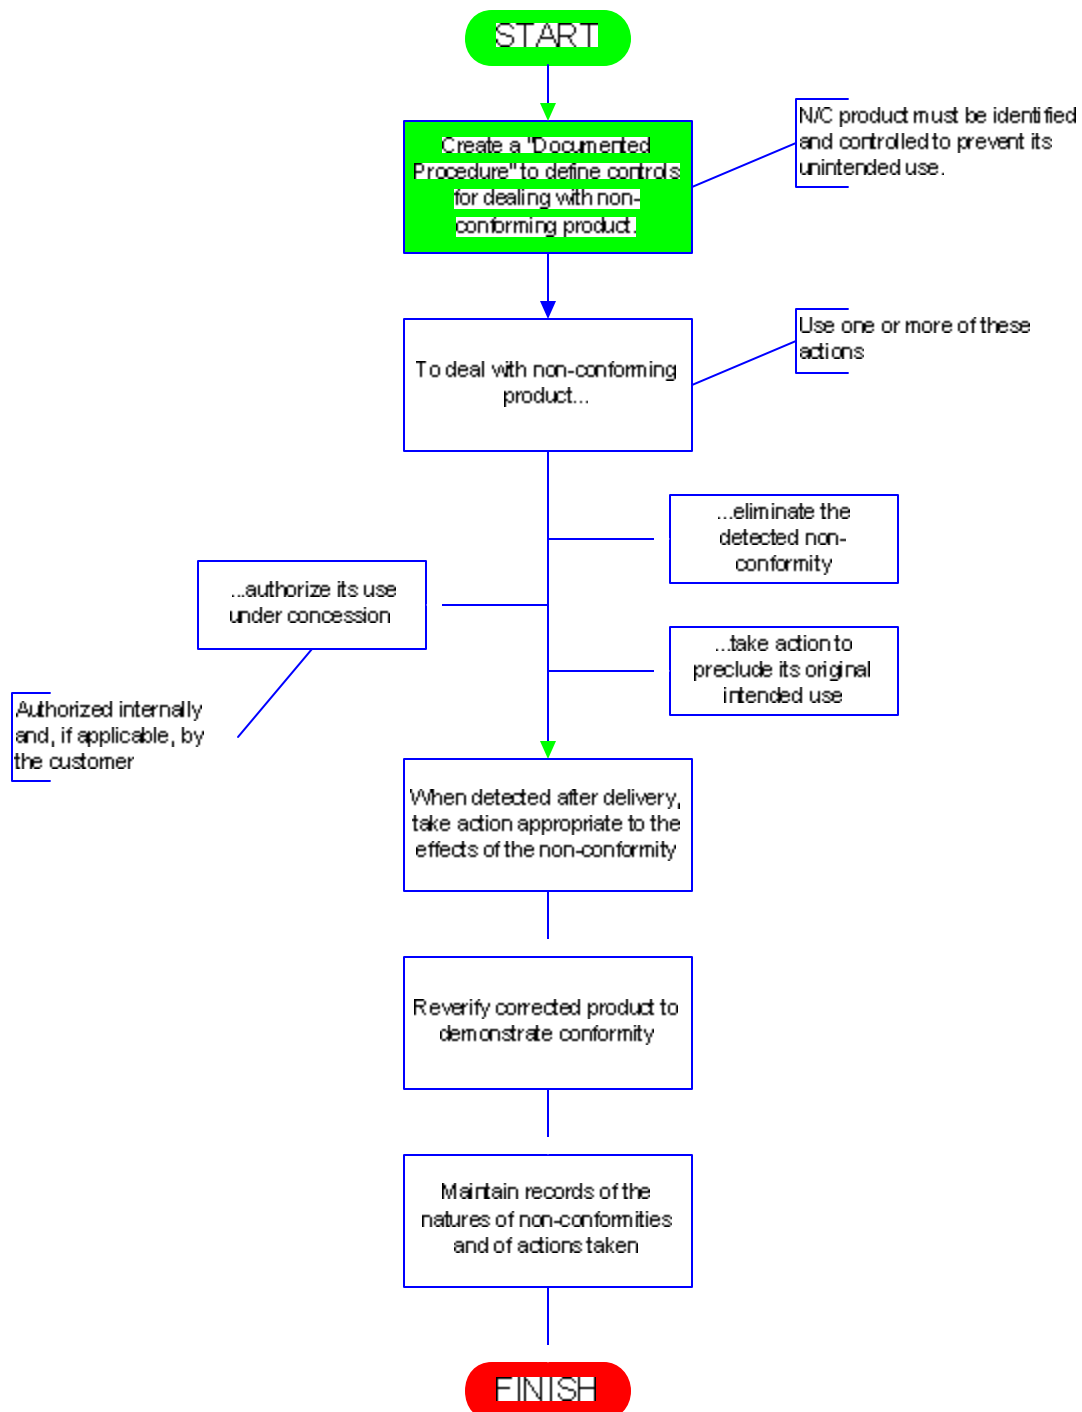 START
Create a "Documented
Procedure" to define controls
for dealing with non-
conforming product.
N/C product must be identified
and controlled to prevent its
unintended use.
To deal with non-conforming
product...
Use one or more of these
actions
...eliminate the
detected non-
conformity
...authorize its use
under concession
...take action to
preclude its original
intended use
Authorized internally
and, if applicable, by
the customer
When detected after delivery,
take action appropriate to the
effects of the non-conformity
Reverify corrected product to
demonstrate conformity
Maintain records of the
natures of non-conformities
and of actions taken
FINISH